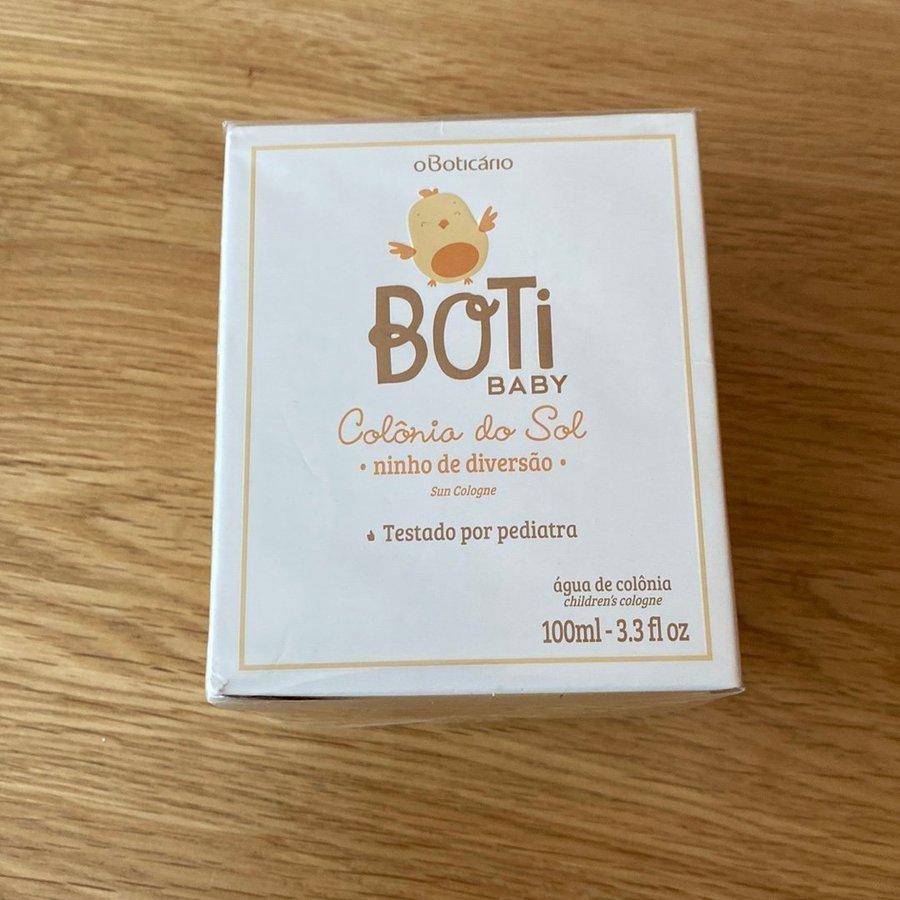 oBoticário
BOTi
BABY
Colônia do Sol
• ninho de diversão •
Sun Cologne
Testado por pediatra
água de colônia
children's cologne
100ml - 3.3 fl oz